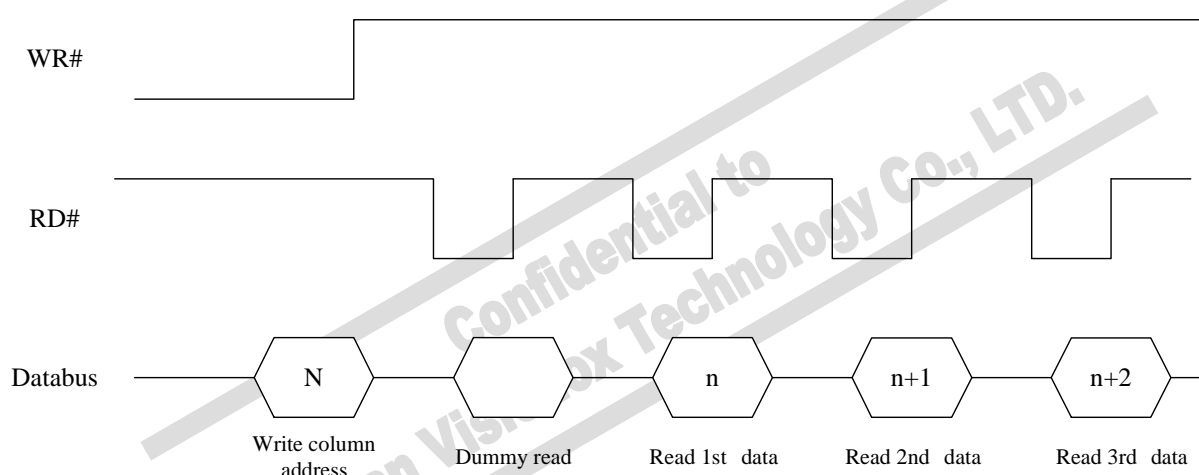 WR#
RD#
Databus
N
n
n+1
n+2
Write column
address
Dummy read
Read 1st data
Read 2nd data
Read 3rd data
Confidential to
Technology Co., LTD.